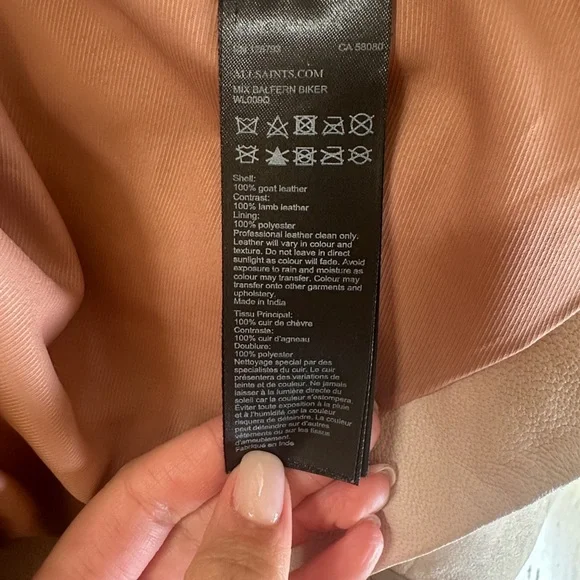 RN 128793 CA 58080
ALLSAINTS.COM
MIX BALFERN BIKER
WL009Q
Shell:
100% goat leather
Contrast:
100% lamb leather
Lining:
100% polyester
Professional leather clean only.
Leather will vary in colour and
texture. Do not leave in direct
sunlight as colour will fade. Avoid
exposure to rain and moisture as
colour may transfer. Colour may
transfer onto other garments and
upholstery.
Made in India
Tissu Principal:
100% cuir de chèvre
Contraste:
100% cuir d'agneau
Doublure:
100% polyester
Nettoyage special par des
specialistes du cuir. Le cuir
présentera des variations de
teinte et de couleur. Ne jamais
laisser à la lumière directe du
soleil car la couleur s'estompera.
Éviter toute exposition à la pluie
et à l'humidité car la couleur
risquera de déteindre. La couleur
peut déteindre sur d'autres
vêtements ou sur les tissus
d'ameublement.
Fabriqué en Inde